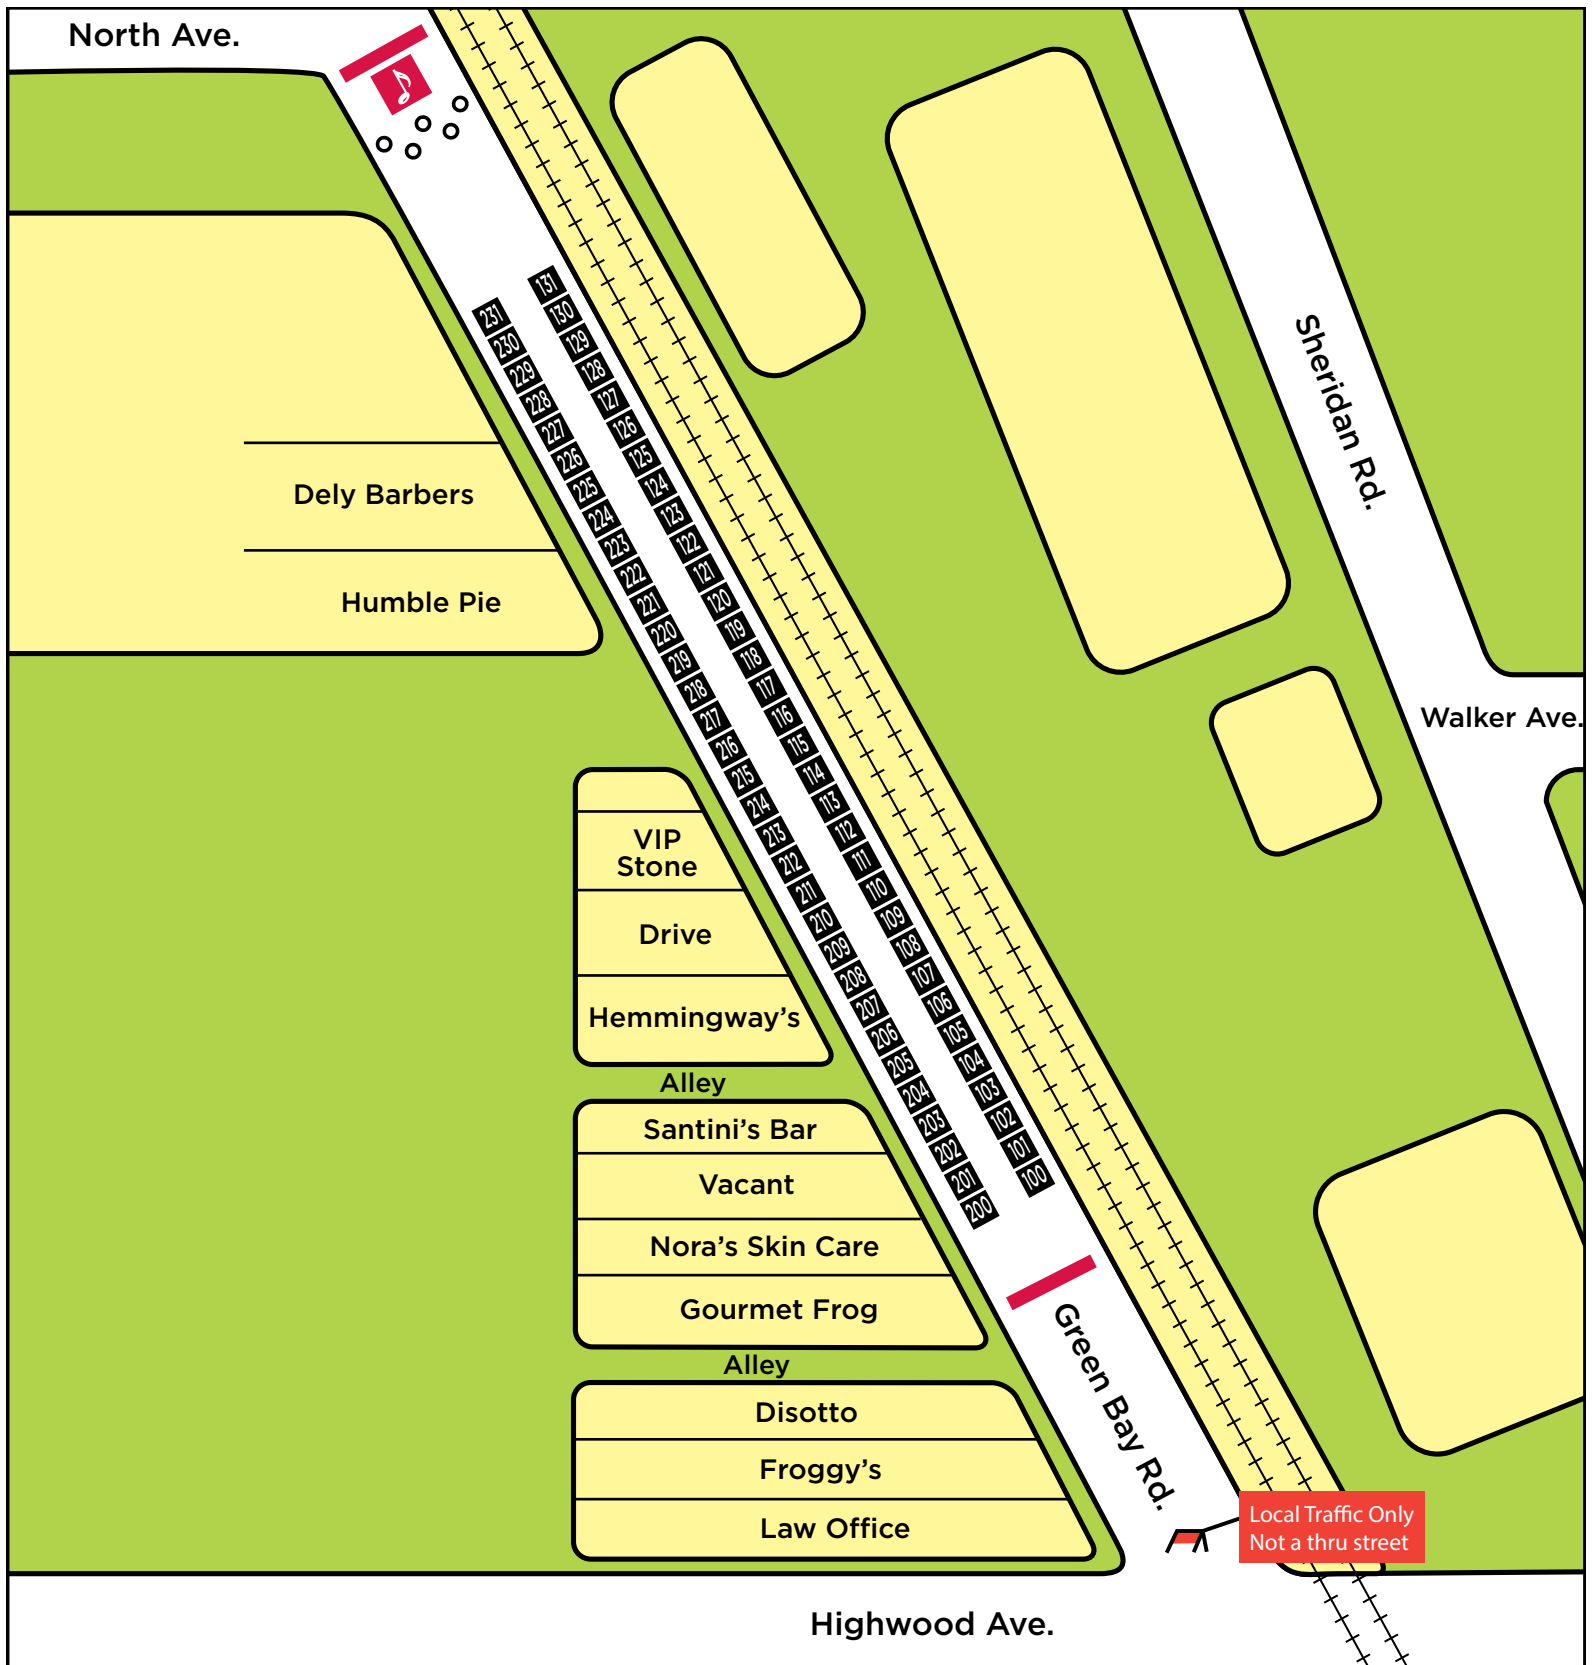 North Ave.
131
130
129
128
127
126
125
124
123
122
121
120
119
118
117
116
115
114
113
112
111
110
109
108
107
106
105
104
103
102
101
100
231
230
229
228
227
226
225
224
223
222
221
220
219
218
217
216
215
214
213
212
211
210
209
208
207
206
205
204
203
202
201
200
Sheridan Rd.
Walker Ave.
Dely Barbers
Humble Pie
VIP
Stone
Drive
Hemmingway's
Alley
Santini's Bar
Vacant
Nora's Skin Care
Gourmet Frog
Alley
Disotto
Froggy's
Law Office
Green Bay Rd.
Local Traffic Only
Not a thru street
Highwood Ave.